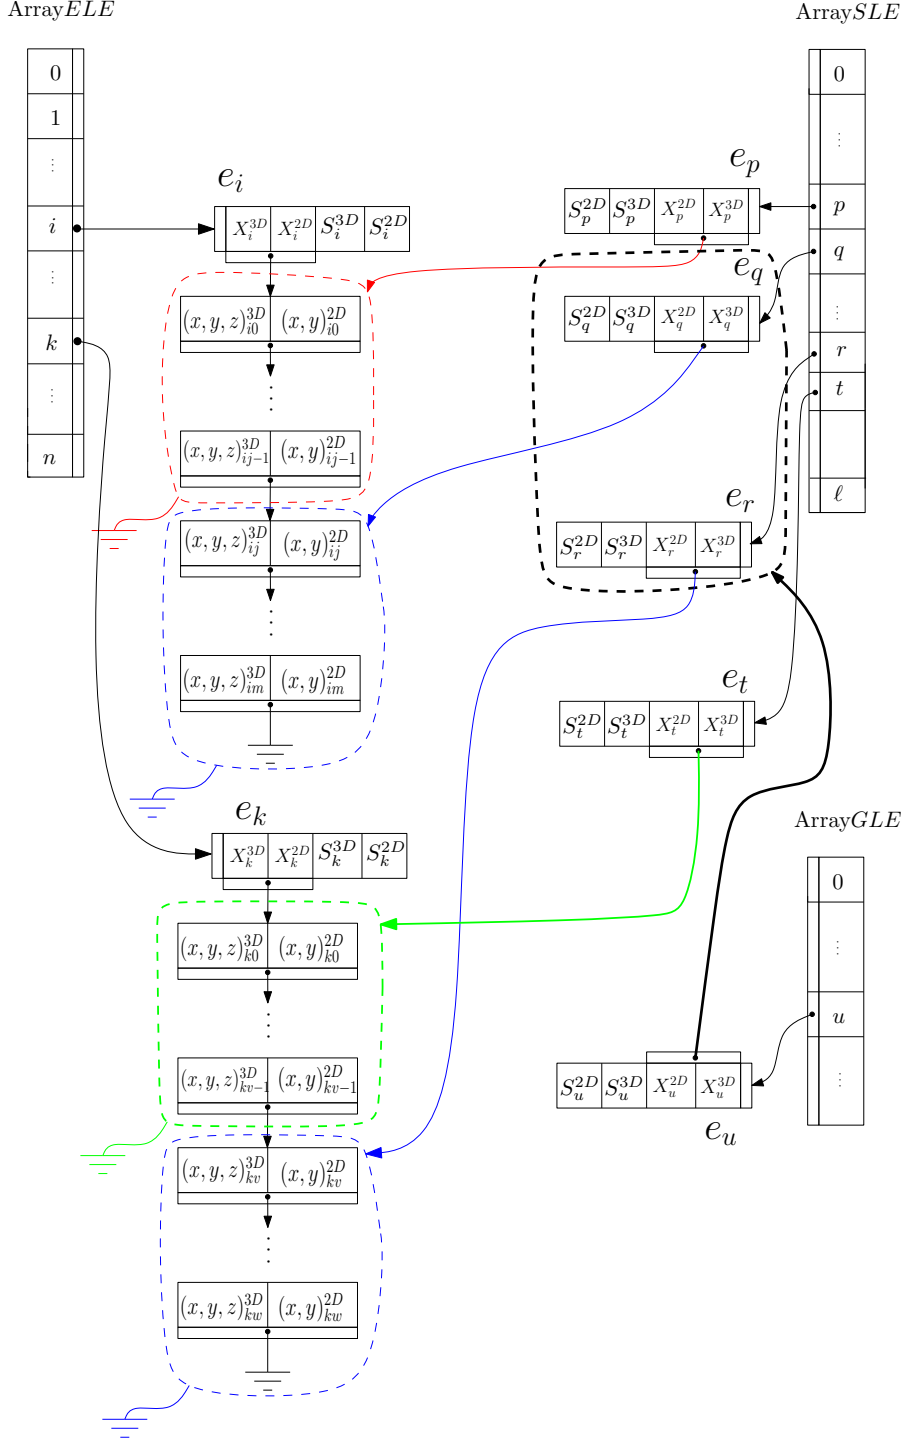 ArrayELE
0
1
⋮
i
⋮
k
⋮
n
e_i
X_i^{3D} X_i^{2D} S_i^{3D} S_i^{2D}
(x, y, z)_{i0}^{3D} (x, y)_{i0}^{2D}
⋮
(x, y, z)_{ij-1}^{3D} (x, y)_{ij-1}^{2D}
(x, y, z)_{ij}^{3D} (x, y)_{ij}^{2D}
⋮
(x, y, z)_{im}^{3D} (x, y)_{im}^{2D}
e_k
X_k^{3D} X_k^{2D} S_k^{3D} S_k^{2D}
(x, y, z)_{k0}^{3D} (x, y)_{k0}^{2D}
⋮
(x, y, z)_{kv-1}^{3D} (x, y)_{kv-1}^{2D}
(x, y, z)_{kv}^{3D} (x, y)_{kv}^{2D}
⋮
(x, y, z)_{kw}^{3D} (x, y)_{kw}^{2D}
e_p
S_p^{2D} S_p^{3D} X_p^{2D} X_p^{3D}
e_q
S_q^{2D} S_q^{3D} X_q^{2D} X_q^{3D}
e_r
S_r^{2D} S_r^{3D} X_r^{2D} X_r^{3D}
e_t
S_t^{2D} S_t^{3D} X_t^{2D} X_t^{3D}
S_u^{2D} S_u^{3D} X_u^{2D} X_u^{3D}
e_u
ArraySLE
0
⋮
p
q
⋮
r
t
ℓ
ArrayGLE
0
⋮
u
⋮